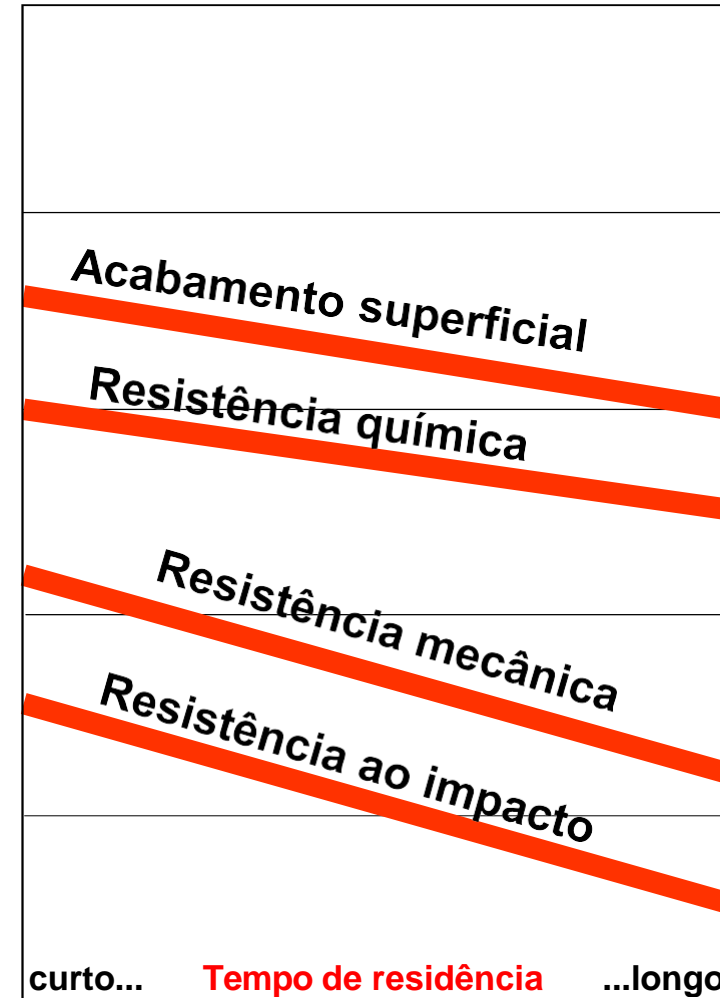 Acabamento superficial
Resistência química
Resistência mecânica
Resistência ao impacto
curto... Tempo de residência ...longo